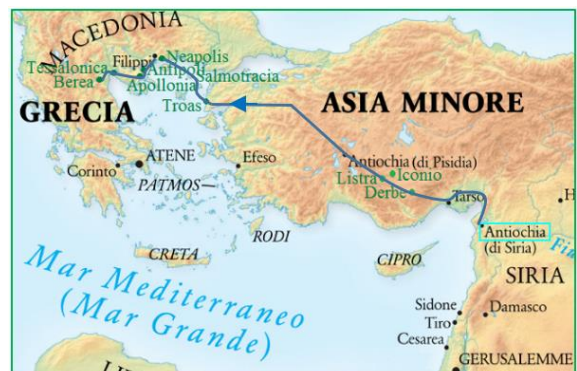 MACEDONIA
Filippi
Neapolis
Tessalonica
Anfipoli
Salmotracia
Berea
Apollonia
Troas
GRECIA
ASIA MINORE
ATENE
Efeso
Antiochia (di Pisidia)
Corinto
Listra
Iconio
PATMOS
Derbe
Tarso
H
RODI
Antiochia
(di Siria)
CRETA
CIPRO
Mar Mediterraneo
(Mar Grande)
SIRIA
Sidone
Damasco
Tiro
Cesarea
GERUSALEMME